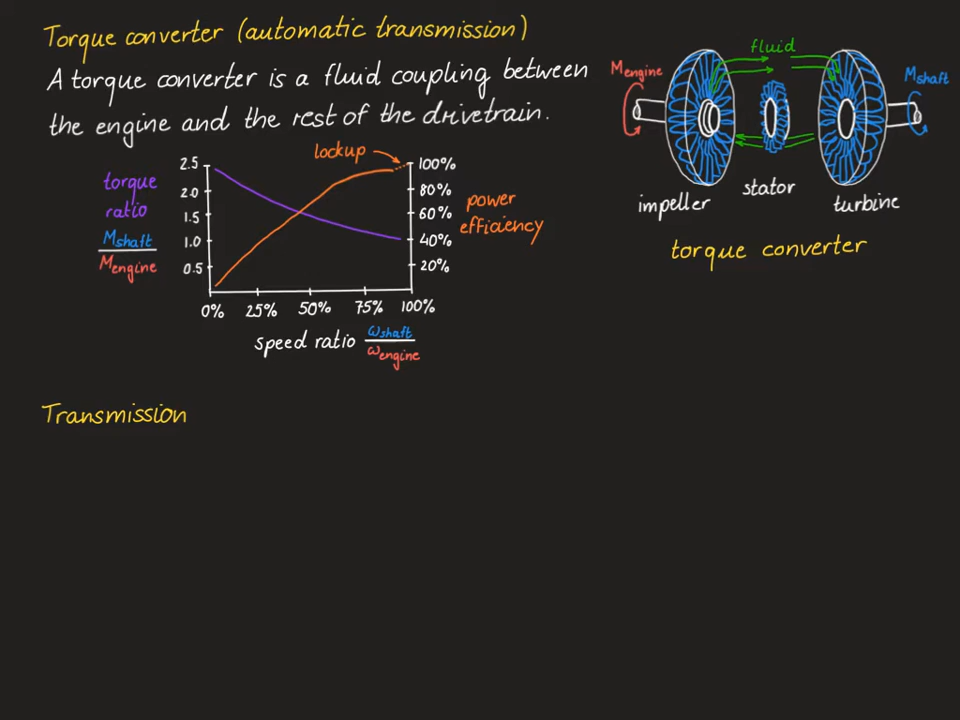 Torque converter (automatic transmission)
A torque converter is a fluid coupling between
the engine and the rest of the drivetrain.
fluid
Mengine
Mshaft
impeller
stator
turbine
torque converter
lockup
torque
ratio
Mshaft
Mengine
2.5
2.0
1.5
1.0
0.5
100%
80%
60%
40%
20%
power
efficiency
0% 25% 50% 75% 100%
speed ratio ωshaft
ωengine
Transmission